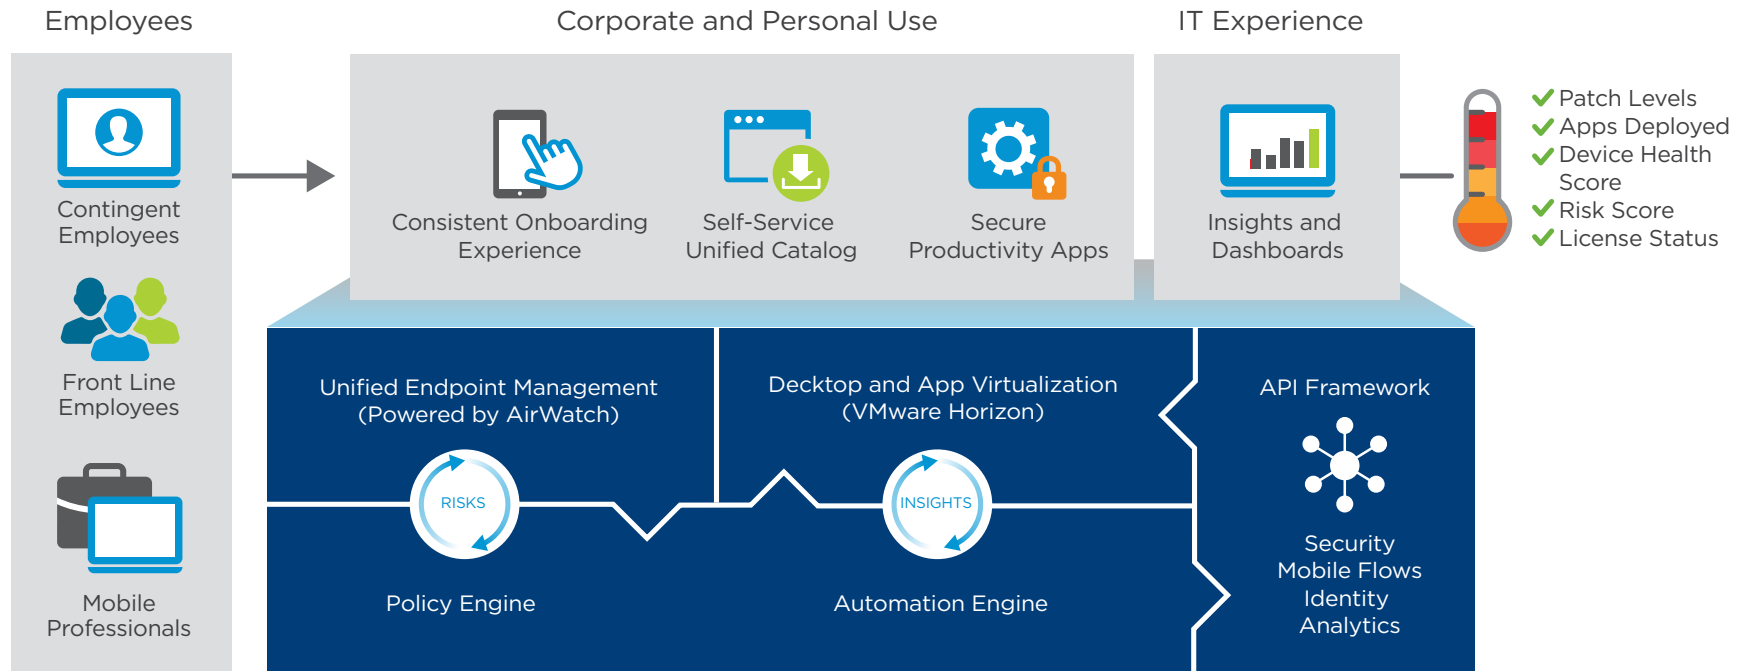 Employees
Corporate and Personal Use
IT Experience
Contingent
Employees
Front Line
Employees
Mobile
Professionals
Consistent Onboarding
Experience
Self-Service
Unified Catalog
Secure
Productivity Apps
Insights and
Dashboards
Patch Levels
Apps Deployed
Device Health
Score
Risk Score
License Status
Unified Endpoint Management
(Powered by AirWatch)
Decktop and App Virtualization
(VMware Horizon)
API Framework
RISKS
INSIGHTS
Policy Engine
Automation Engine
Security
Mobile Flows
Identity
Analytics